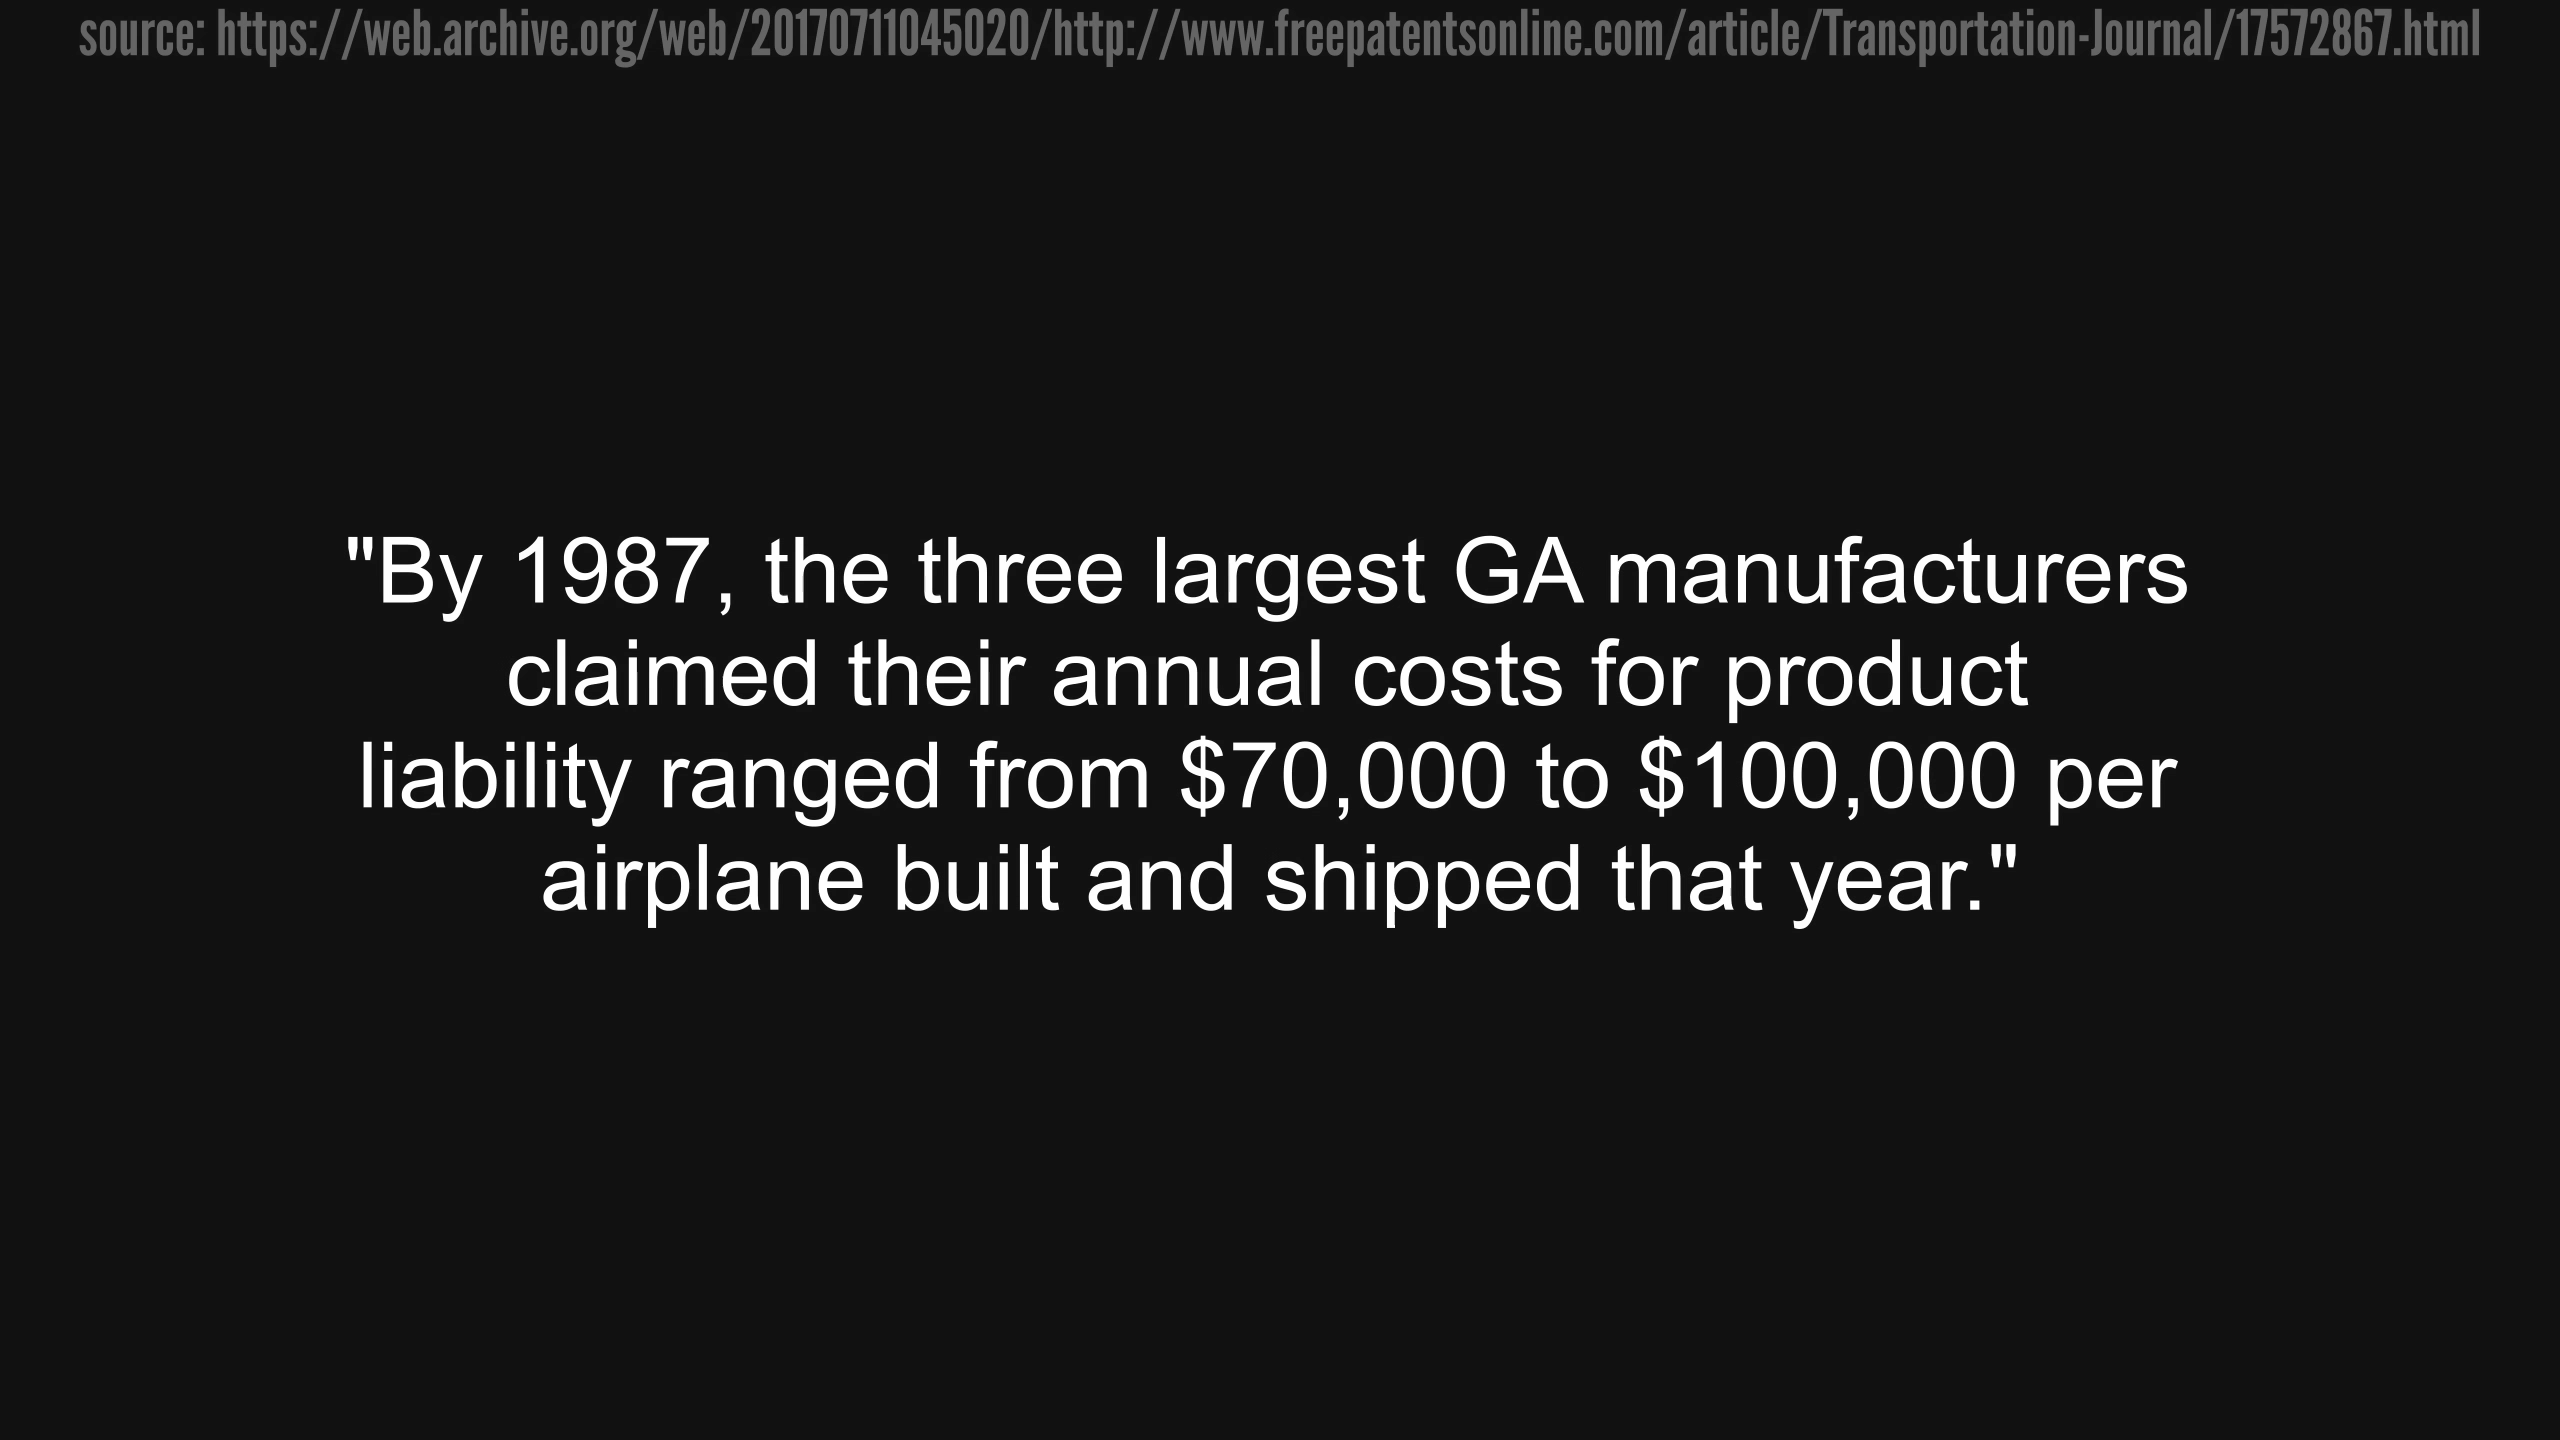 source: https://web.archive.org/web/20170711045020/http://www.freepatentsonline.com/article/Transportation-Journal/17572867.html
"By 1987, the three largest GA manufacturers
claimed their annual costs for product
liability ranged from $70,000 to $100,000 per
airplane built and shipped that year."